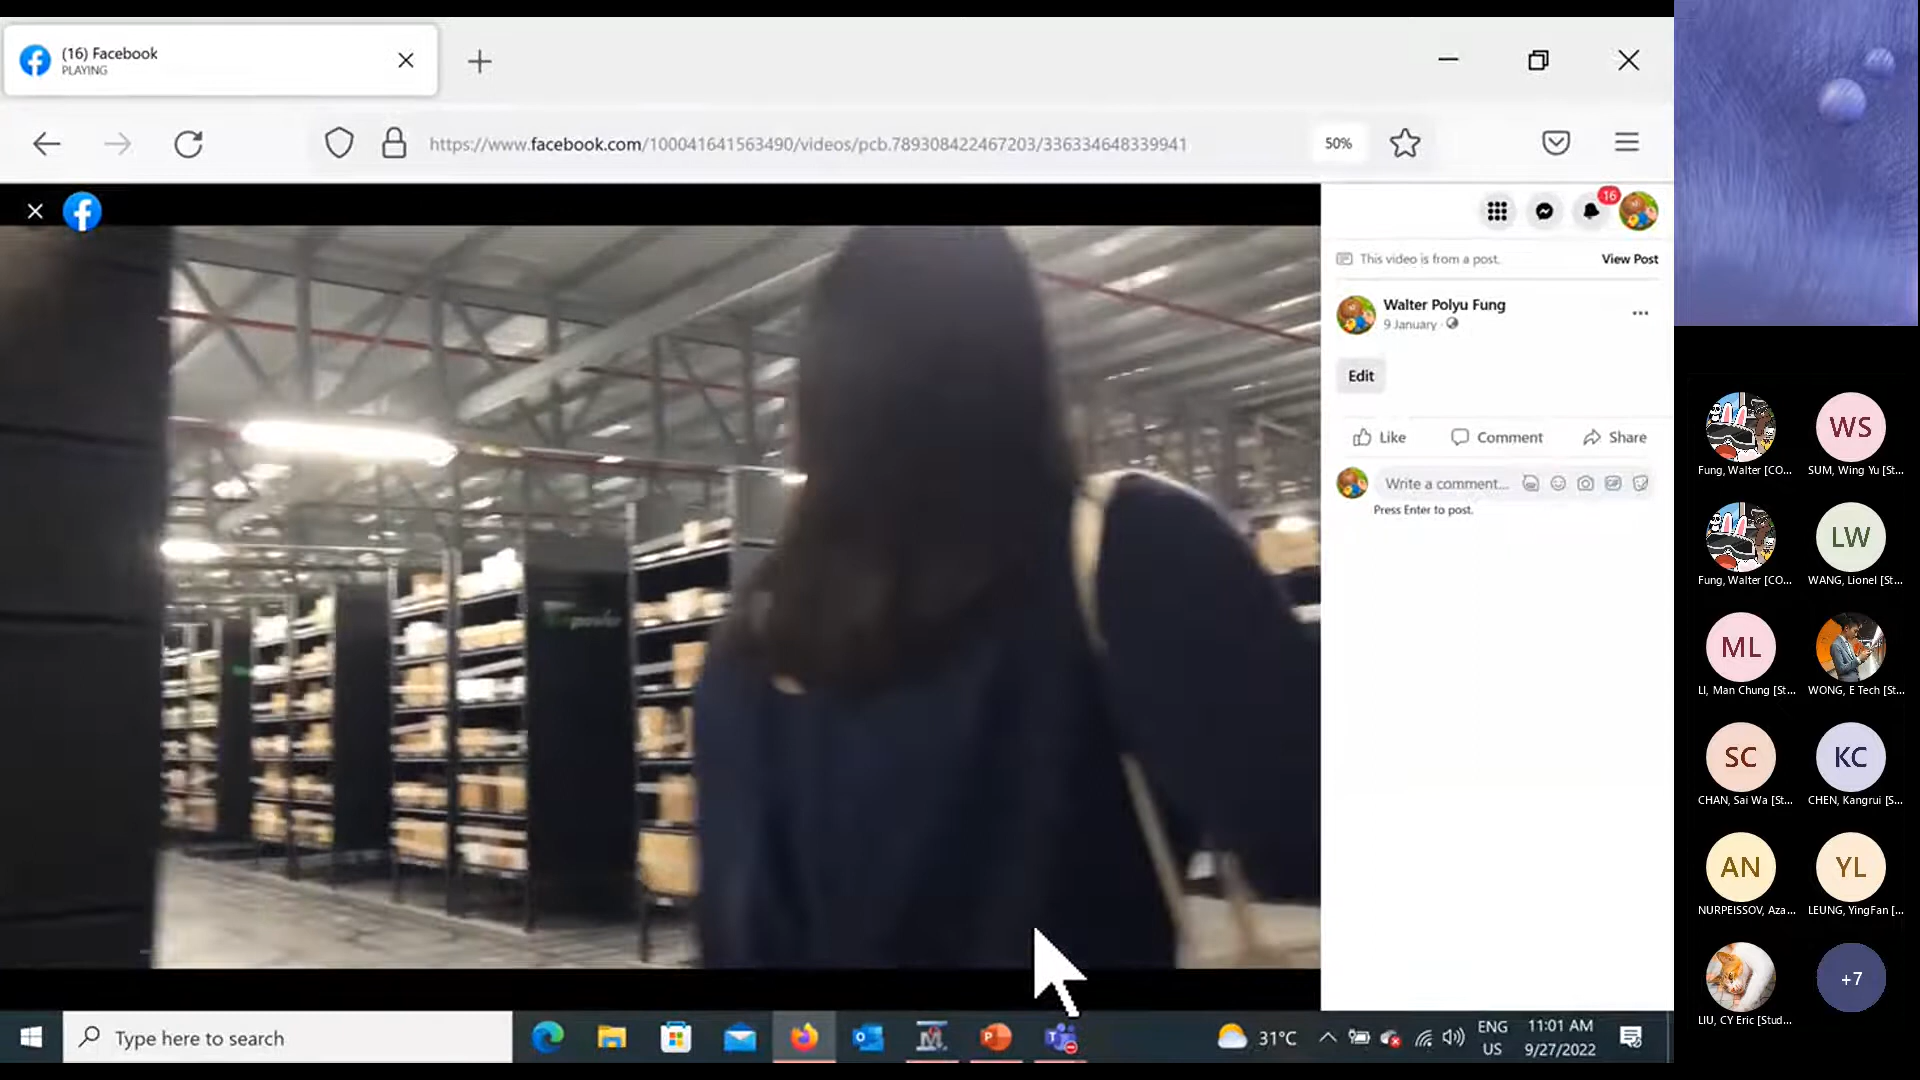 (16) Facebook
PLAYING
https://www.facebook.com/100041641563490/videos/pcb.789308422467203/336334648339941
50%
16
This video is from a post.
View Post
Walter Polyu Fung
9 January
Edit
Like
Comment
Share
Write a comment...
GIF
Press Enter to post.
WS
Fung, Walter [CO...
SUM, Wing Yu [St...
LW
Fung, Walter [CO...
WANG, Lionel [St...
ML
LI, Man Chung [St...
WONG, E Tech [St...
SC
KC
CHAN, Sai Wa [St...
CHEN, Kangrui [S...
AN
YL
NURPEISSOV, Aza...
LEUNG, YingFan [...
+7
LIU, CY Eric [Stud...
Type here to search
31°C
ENG
US
11:01 AM
9/27/2022